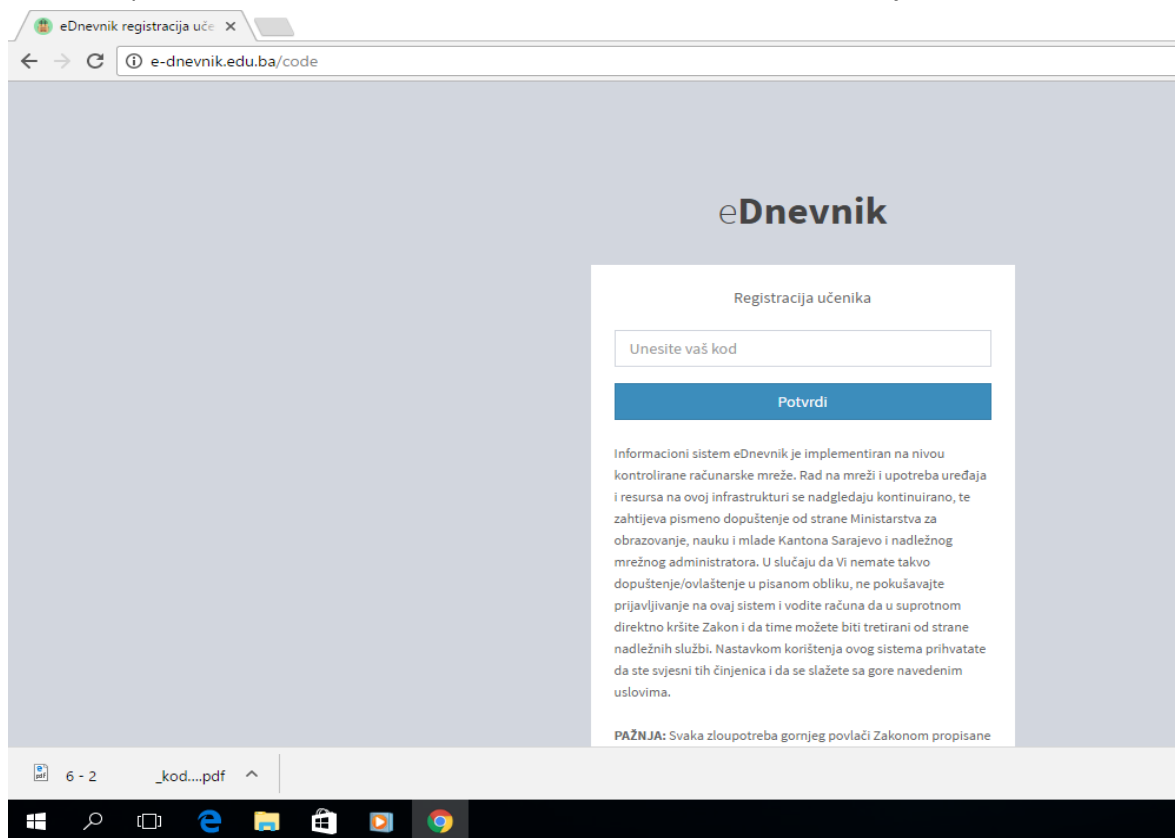 eDnevnik registracija uče
e-dnevnik.edu.ba/code
eDnevnik
Registracija učenika
Unesite vaš kod
Potvrdi
Informacioni sistem eDnevnik je implementiran na nivou
kontrolirane računarske mreže. Rad na mreži i upotreba uređaja
i resursa na ovoj infrastrukturi se nadgledaju kontinuirano, te
zahtijeva pismeno dopuštenje od strane Ministarstva za
obrazovanje, nauku i mlade Kantona Sarajevo i nadležnog
mrežnog administratora. U slučaju da Vi nemate takvo
dopuštenje/ovlaštenje u pisanom obliku, ne pokušavajte
prijavljivanje na ovaj sistem i vodite računa da u suprotnom
direktno kršite Zakon i da time možete biti tretirani od strane
nadležnih službi. Nastavkom korištenja ovog sistema prihvatate
da ste svjesni tih činjenica i da se slažete sa gore navedenim
uslovima.
PAŽNJA: Svaka zloupotreba gornjeg povlači Zakonom propisane
6 - 2 _kod....pdf